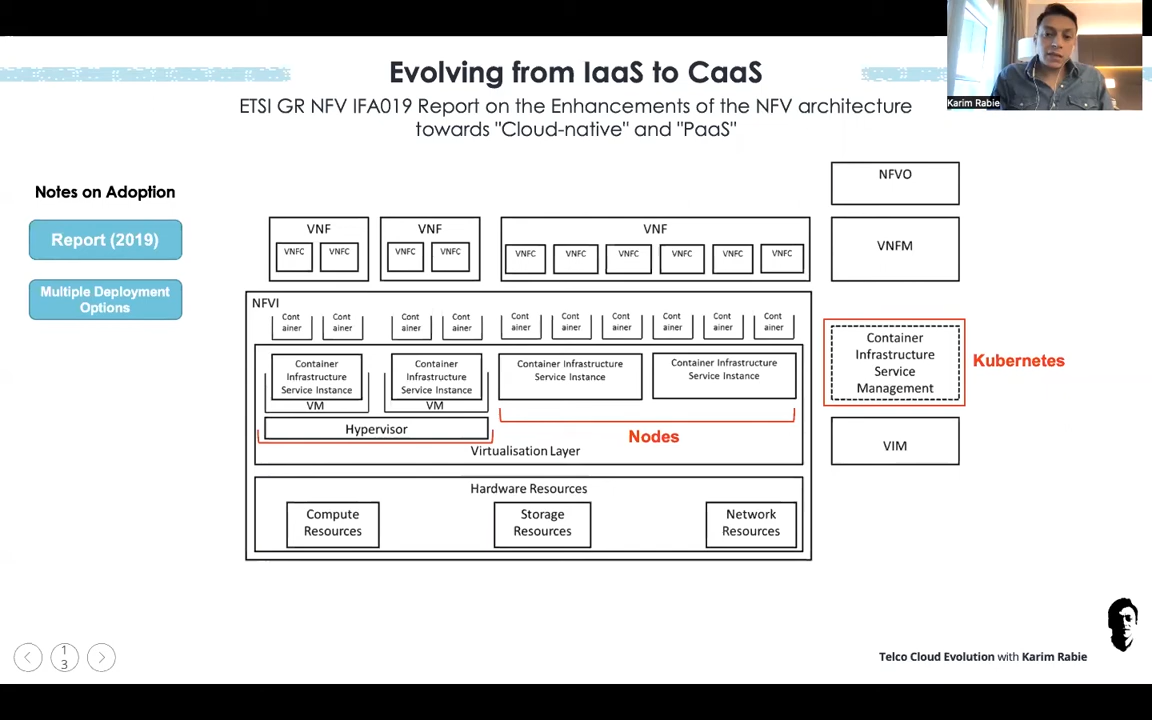 Evolving from IaaS to CaaS
ETSI GR NFV IFA019 Report on the Enhancements of the NFV architecture
towards "Cloud-native" and "PaaS"
Karim Rabie
Notes on Adoption
Report (2019)
Multiple Deployment
Options
VNF
VNFC
VNFC
VNF
VNFC
VNFC
VNF
VNFC
VNFC
VNFC
VNFC
VNFC
VNFC
NFVI
Cont
ainer
Cont
ainer
Cont
ainer
Cont
ainer
Cont
ainer
Cont
ainer
Cont
ainer
Cont
ainer
Cont
ainer
Cont
ainer
Container
Infrastructure
Service Instance
VM
Container
Infrastructure
Service Instance
VM
Container Infrastructure
Service Instance
Container Infrastructure
Service Instance
Hypervisor
Nodes
Virtualisation Layer
Hardware Resources
Compute
Resources
Storage
Resources
Network
Resources
NFVO
VNFM
Container
Infrastructure
Service
Management
Kubernetes
VIM
1
3
Telco Cloud Evolution with Karim Rabie